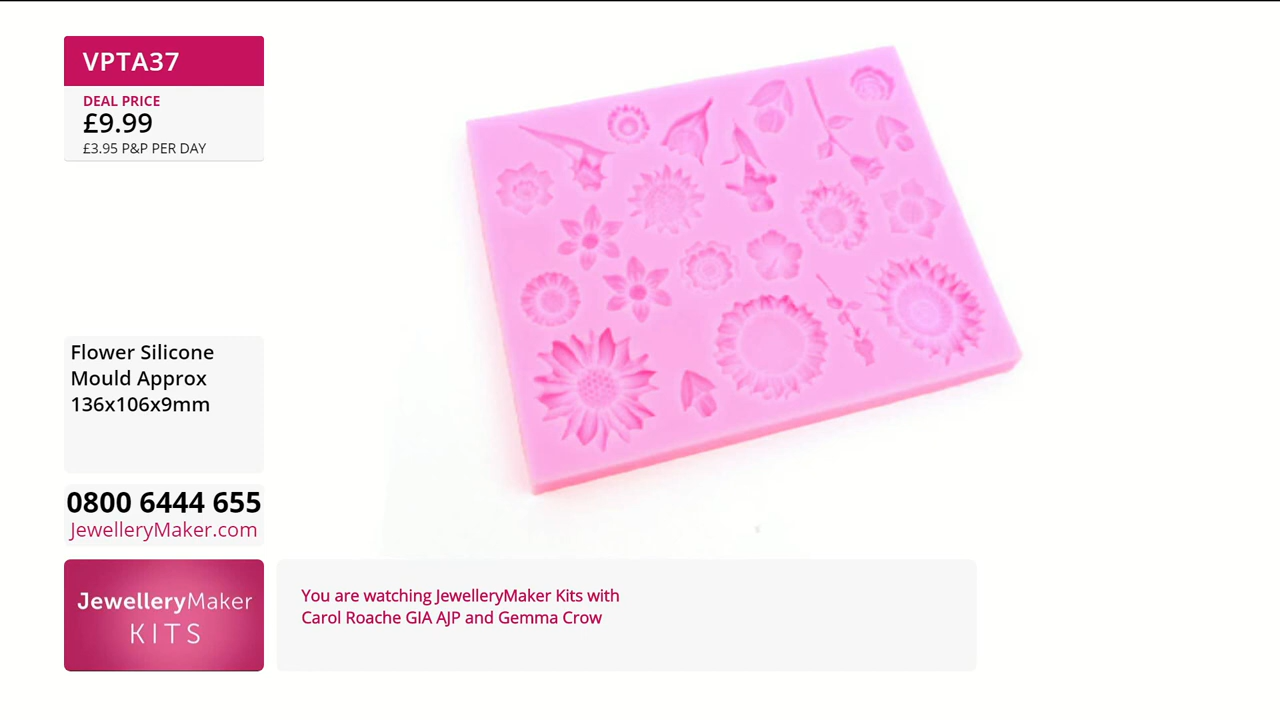 VPTA37
DEAL PRICE
£9.99
£3.95 P&P PER DAY
Flower Silicone
Mould Approx
136x106x9mm
0800 6444 655
JewelleryMaker.com
JewelleryMaker
KITS
You are watching JewelleryMaker Kits with
Carol Roache GIA AJP and Gemma Crow